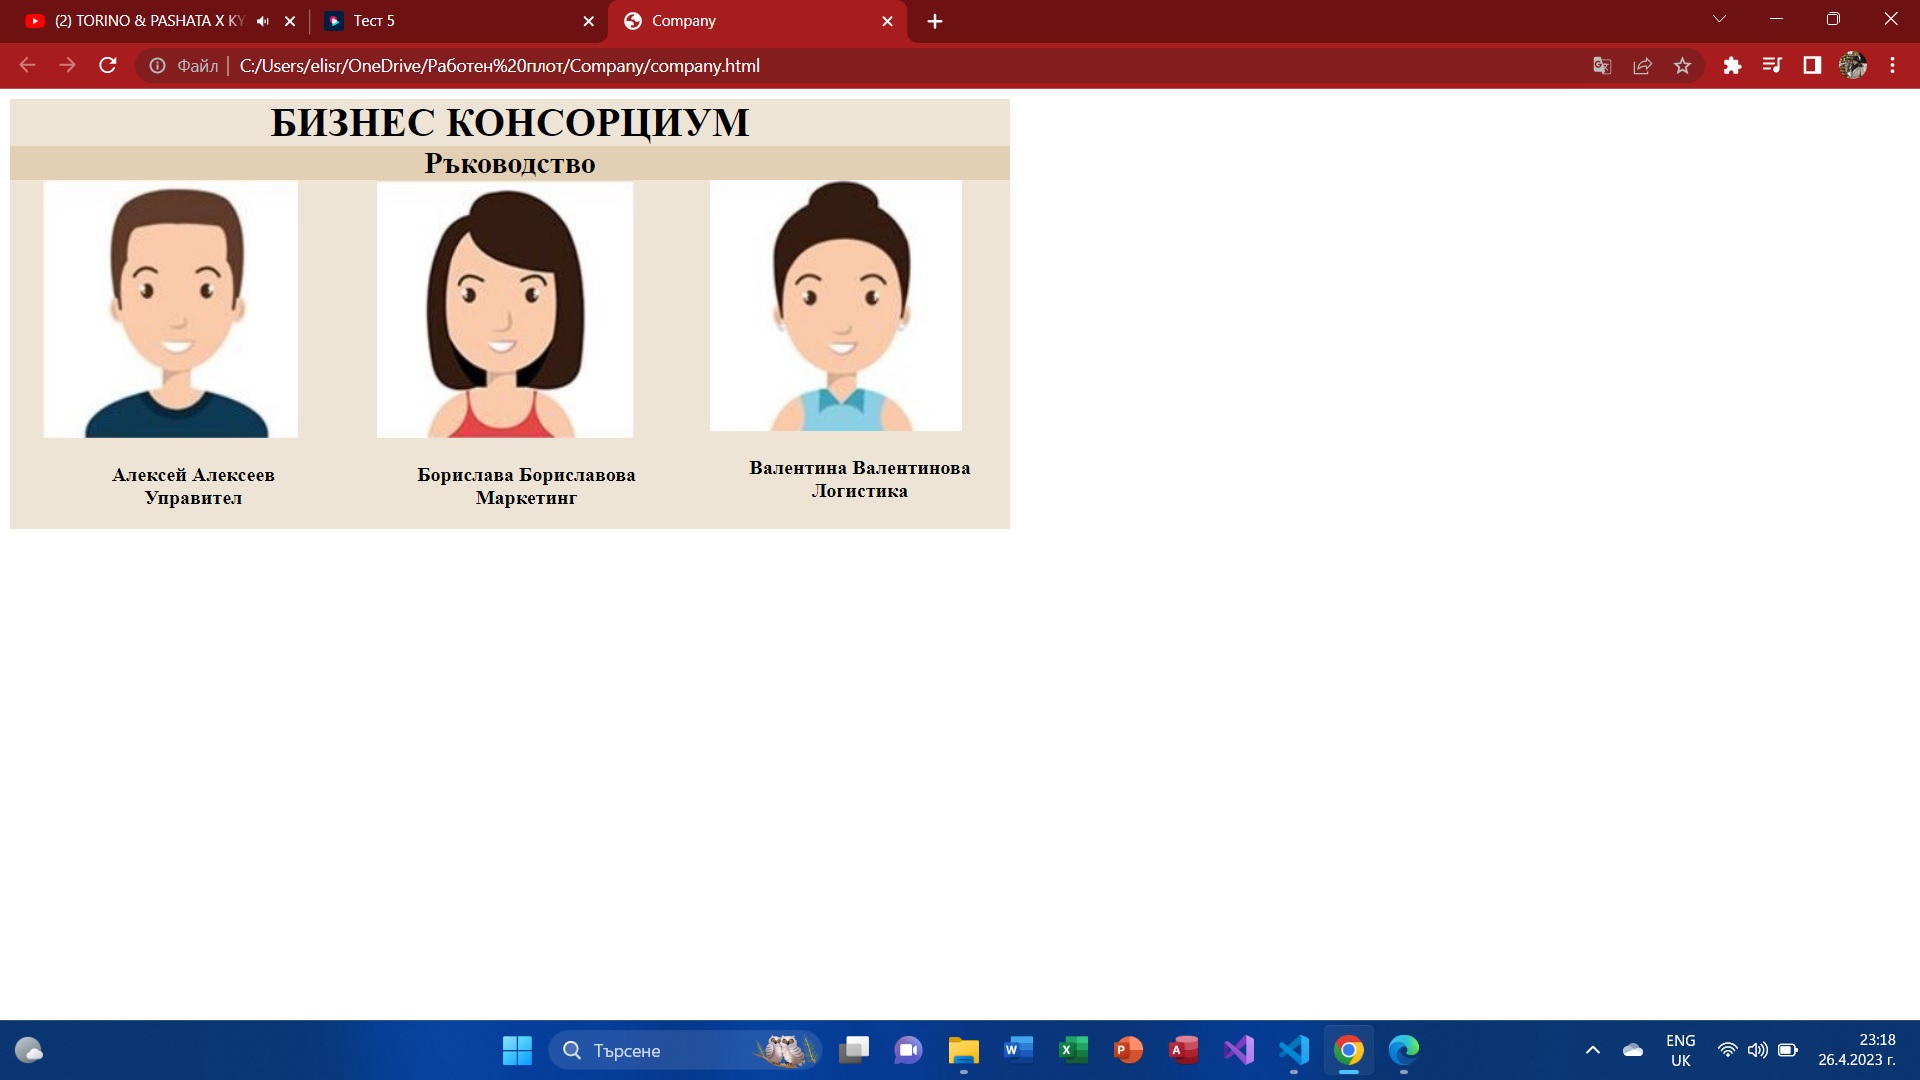 (2) TORINO & PASHATA X KY
Тест 5
Company
Файл
C:/Users/elisr/OneDrive/Работен%20плот/Company/company.html
БИЗНЕС КОНСОРЦИУМ
Ръководство
Алексей Алексеев
Управител
Борислава Бориславова
Маркетинг
Валентина Валентинова
Логистика
Търсене
ENG
UK
23:18
26.4.2023 г.